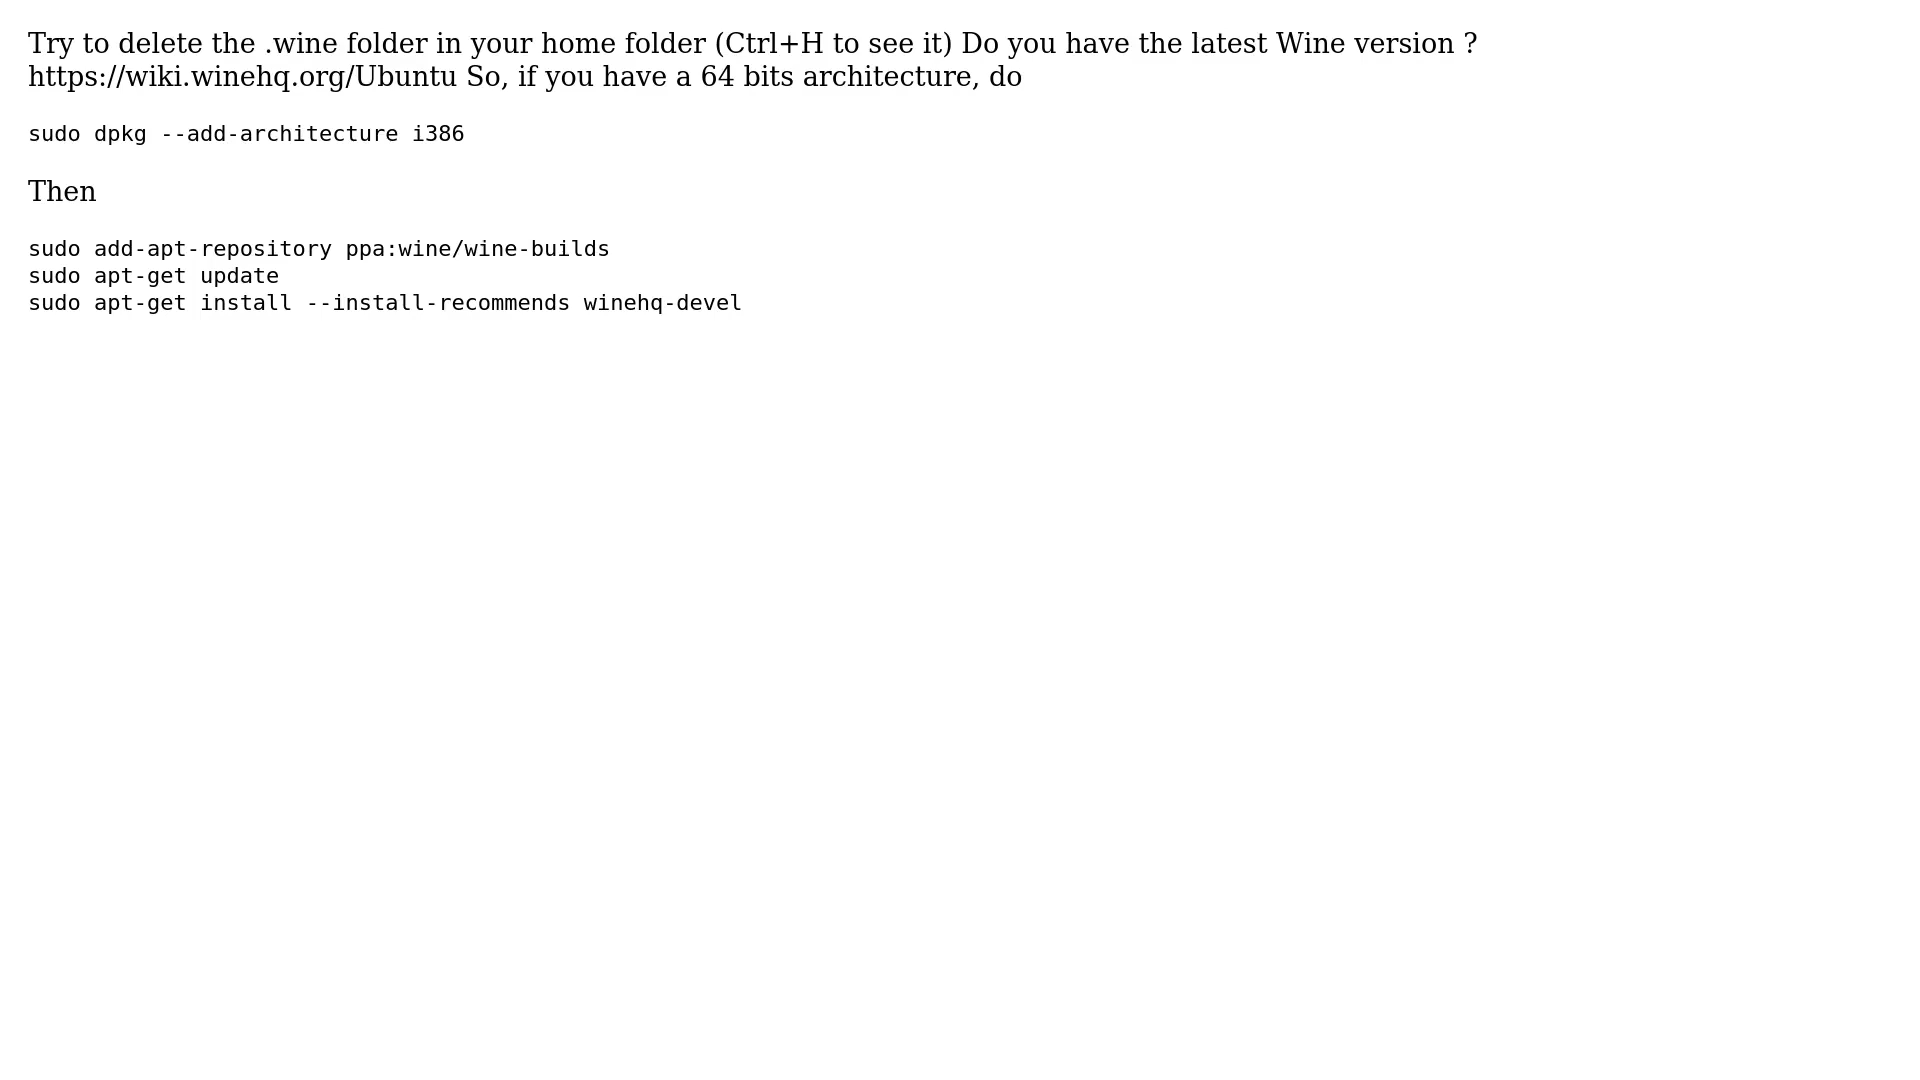 Try to delete the .wine folder in your home folder (Ctrl+H to see it) Do you have the latest Wine version ?
https://wiki.winehq.org/Ubuntu So, if you have a 64 bits architecture, do
sudo dpkg --add-architecture i386
Then
sudo add-apt-repository ppa:wine/wine-builds
sudo apt-get update
sudo apt-get install --install-recommends winehq-devel